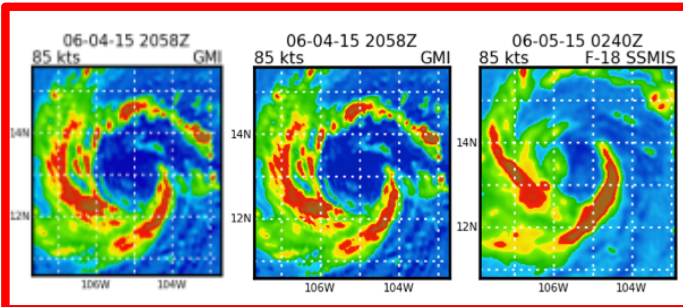 06-04-15 2058Z
85 kts GMI
14N
12N
106W 104W
06-04-15 2058Z
85 kts GMI
14N
12N
106W 104W
06-05-15 0240Z
85 kts F-18 SSMIS
14N
12N
106W 104W